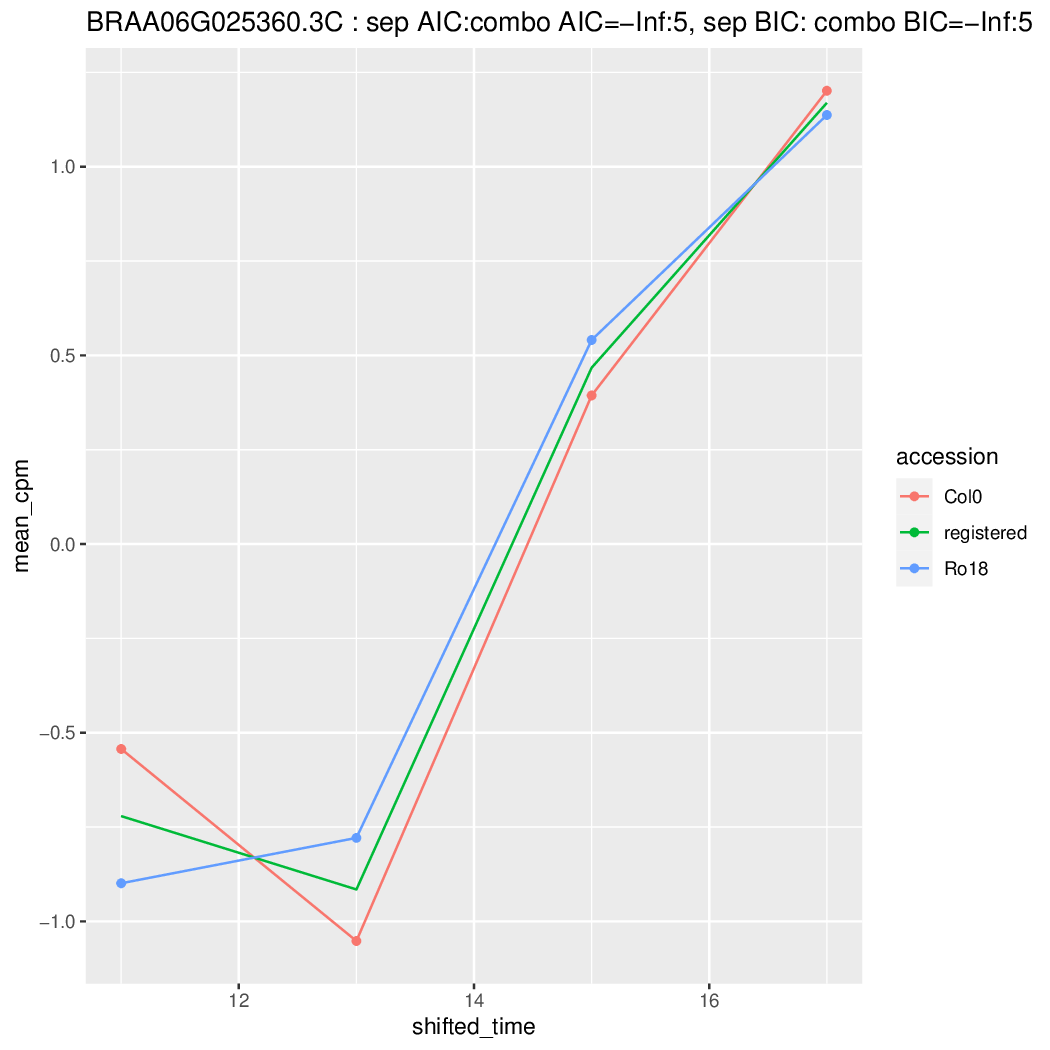 BRAA06G025360.3C : sep AIC:combo AIC=−Inf:5, sep BIC: combo BIC=−Inf:5
1.0
0.5
0.0
−0.5
−1.0
mean_cpm
12 14 16
shifted_time
accession
Col0
registered
Ro18